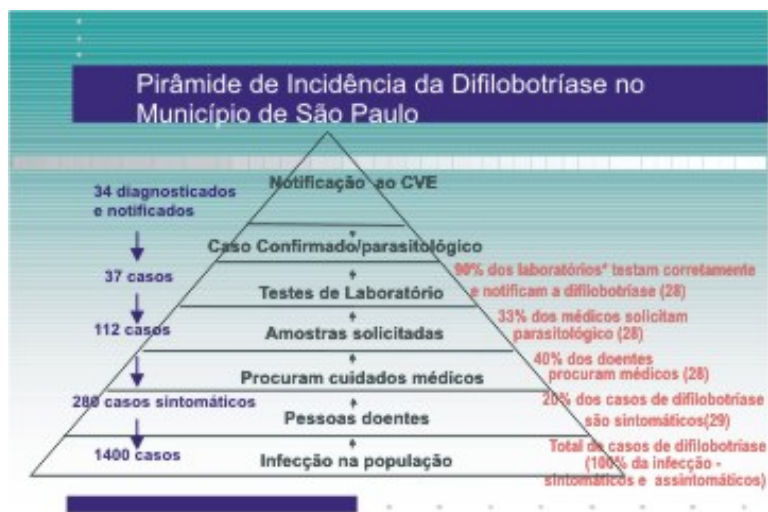 Pirâmide de Incidência da Difilobotríase no
Município de São Paulo
Notificação ao CVE
34 diagnosticados
e notificados
Caso Confirmado/parasitológico
37 casos
90% dos laboratórios* testam corretamente
e notificam a difilobotríase (28)
Testes de Laboratório
112 casos
33% dos médicos solicitam
parasitológico (28)
Amostras solicitadas
40% dos doentes
procuram médicos (28)
Procuram cuidados médicos
280 casos sintomáticos
20% dos casos de difilobotriase
são sintomáticos(29)
Pessoas doentes
1400 casos
Total de casos de difilobotriase
(100% da infecção -
sintomáticos e assintomáticos)
Infecção na população